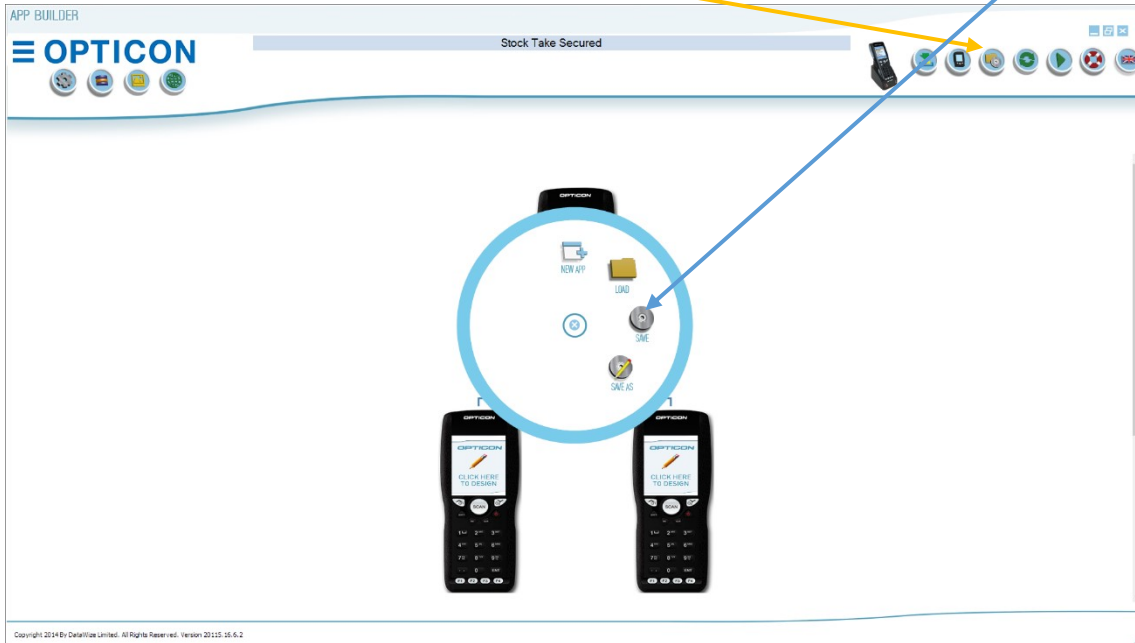 APP BUILDER
OPTICON
Stock Take Secured
OPTICON
NEW APP
LOAD
SAVE
SAVE AS
OPTICON
OPTICON
OPTICON
OPTICON
CLICK HERE
TO DESIGN
CLICK HERE
TO DESIGN
SCAN
SCAN
Copyright 2014 By DataWize Limited. All Rights Reserved. Version 20115.16.6.2